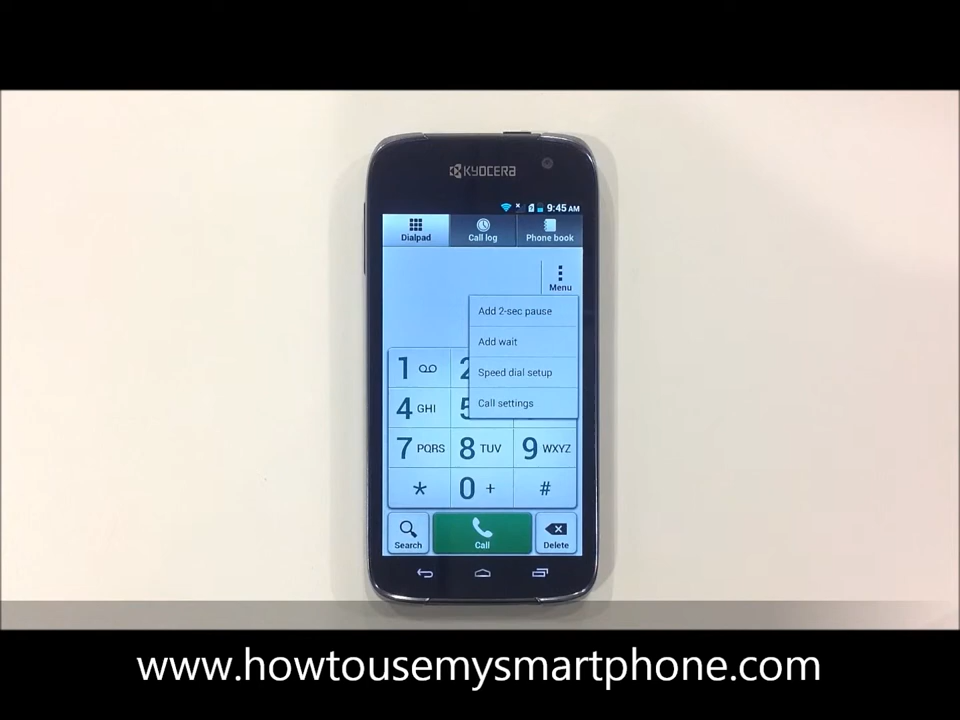 KYOCERA
9:45 AM
Dialpad
Call log
Phone book
Menu
Add 2-sec pause
Add wait
Speed dial setup
Call settings
1
2
4 GHI
5
7 PQRS
8 TUV
9 WXYZ
*
0 +
#
Search
Call
Delete
www.howtousemysmartphone.com